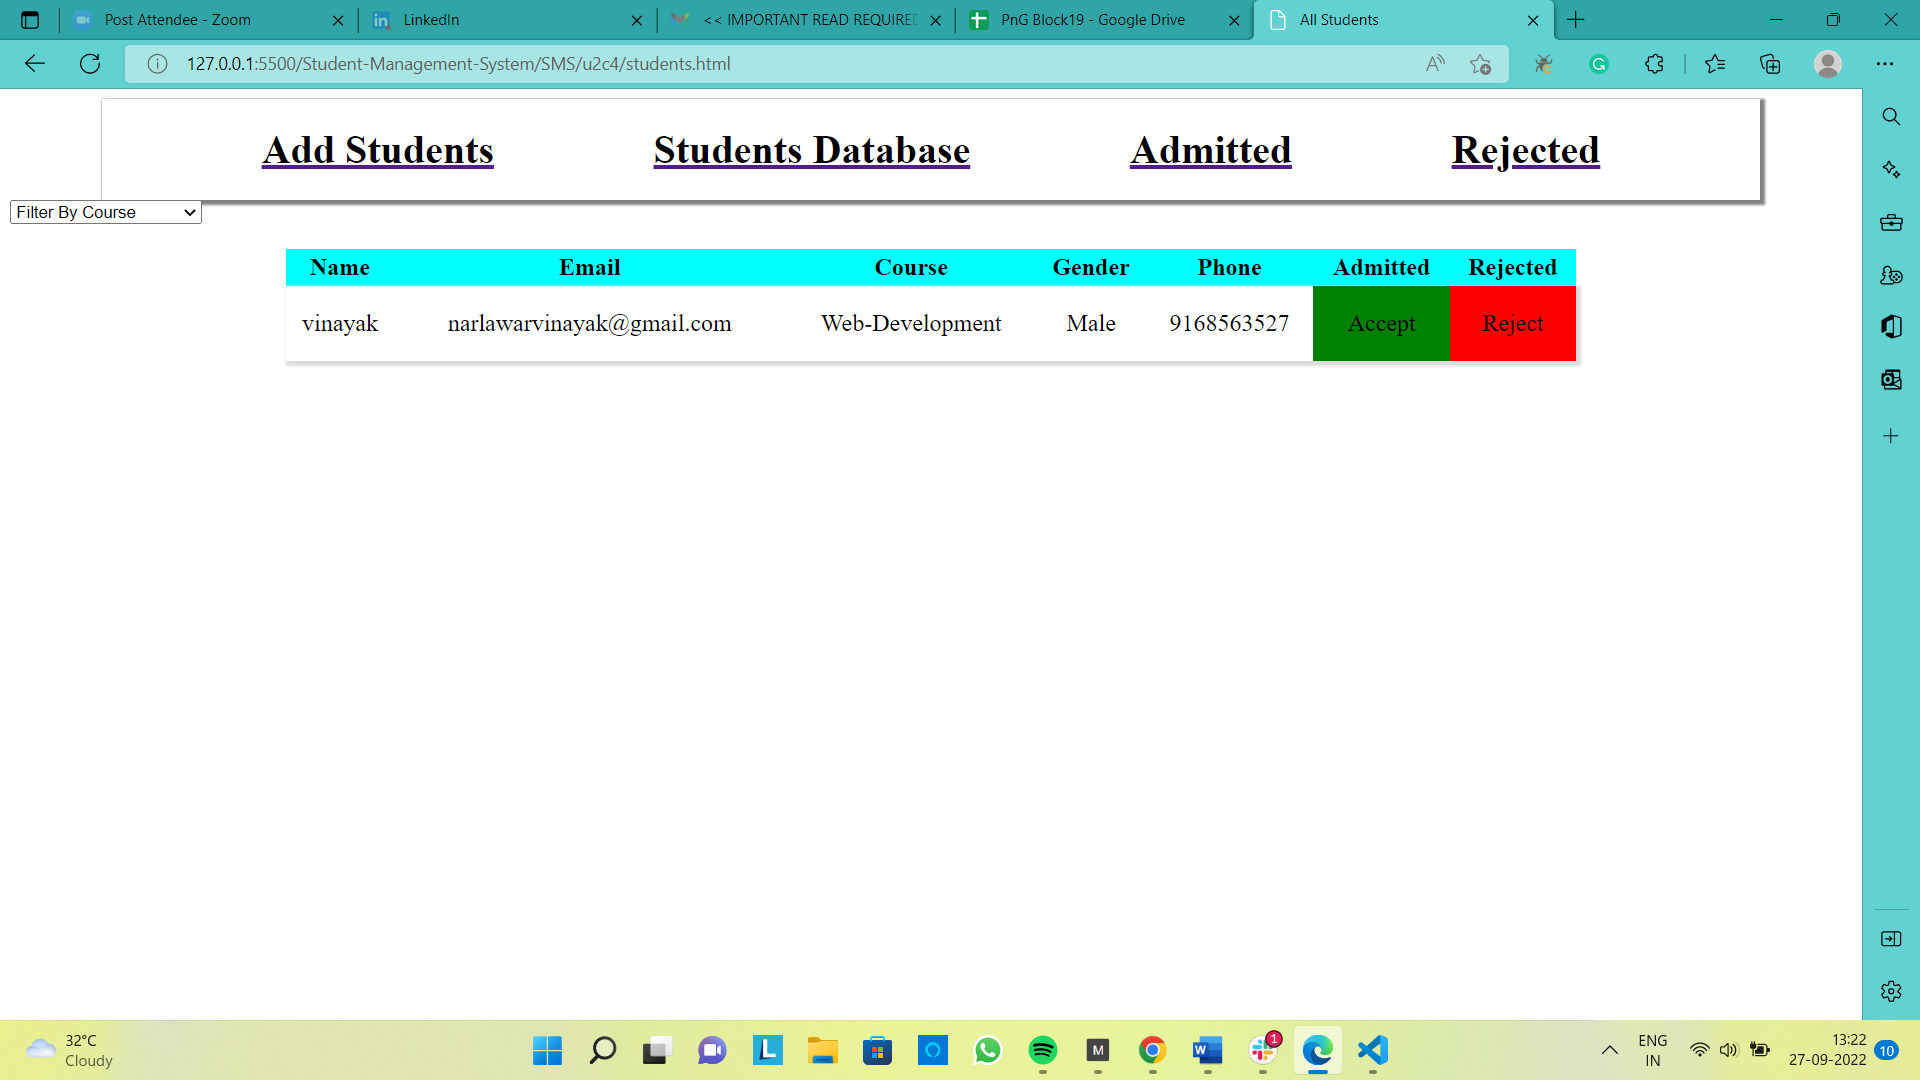 Post Attendee - Zoom
LinkedIn
<< IMPORTANT READ REQUIRED
PnG Block19 - Google Drive
All Students
127.0.0.1:5500/Student-Management-System/SMS/u2c4/students.html
Add Students Students Database Admitted Rejected
Filter By Course
Name Email Course Gender Phone Admitted Rejected
vinayak narlawarvinayak@gmail.com Web-Development Male 9168563527 Accept Reject
32°C
Cloudy
1
ENG
IN
13:22
27-09-2022
10